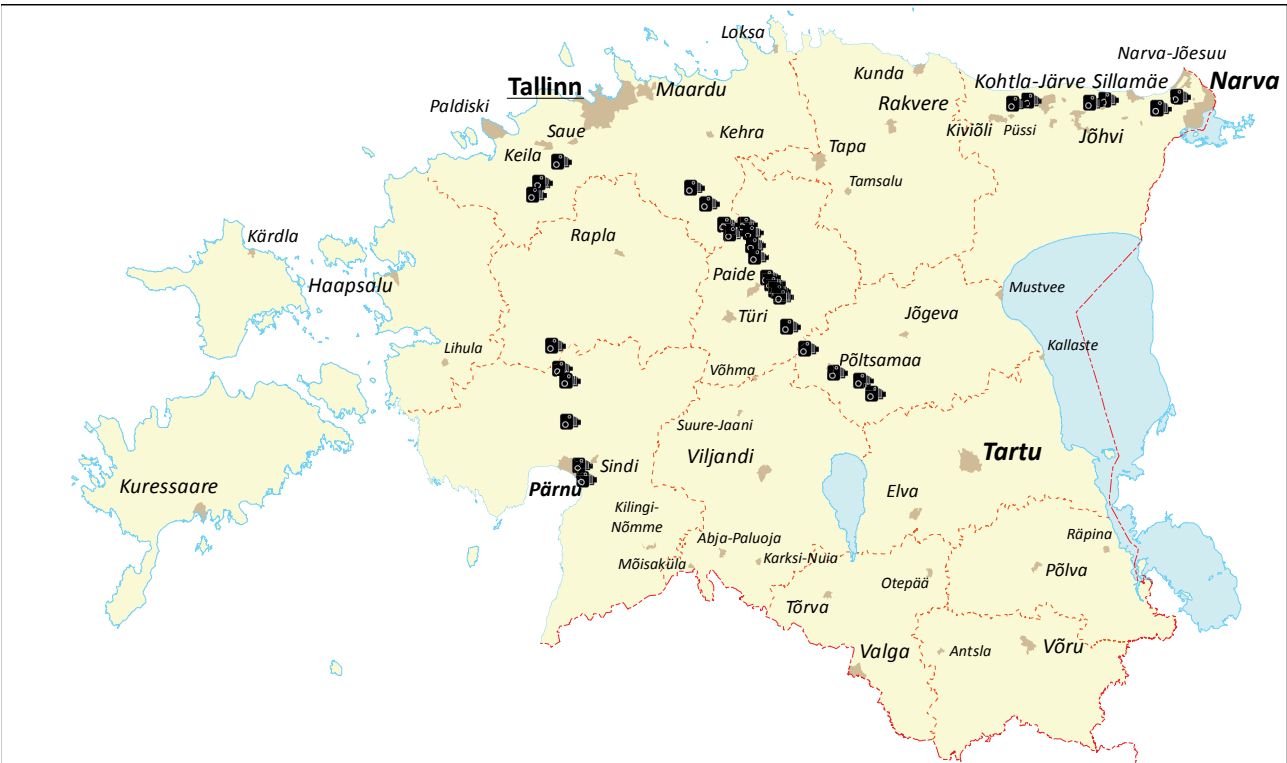 Loksa
Narva-Jõesuu
Kunda
Kohtla-Järve
Sillamäe
Narva
Tallinn
Maardu
Paldiski
Rakvere
Saue
Kehra
Kiviõli
Püssi
Jõhvi
Keila
Tapa
Tamsalu
Kärdla
Rapla
Haapsalu
Paide
Mustvee
Türi
Jõgeva
Lihula
Kallaste
Põltsamaa
Võhma
Suure-Jaani
Viljandi
Tartu
Sindi
Kuressaare
Pärnu
Elva
Kilingi-
Nõmme
Abja-Paluoja
Räpina
Mõisaküla
Karksi-Nuia
Põlva
Otepää
Tõrva
Valga
Antsla
Võru